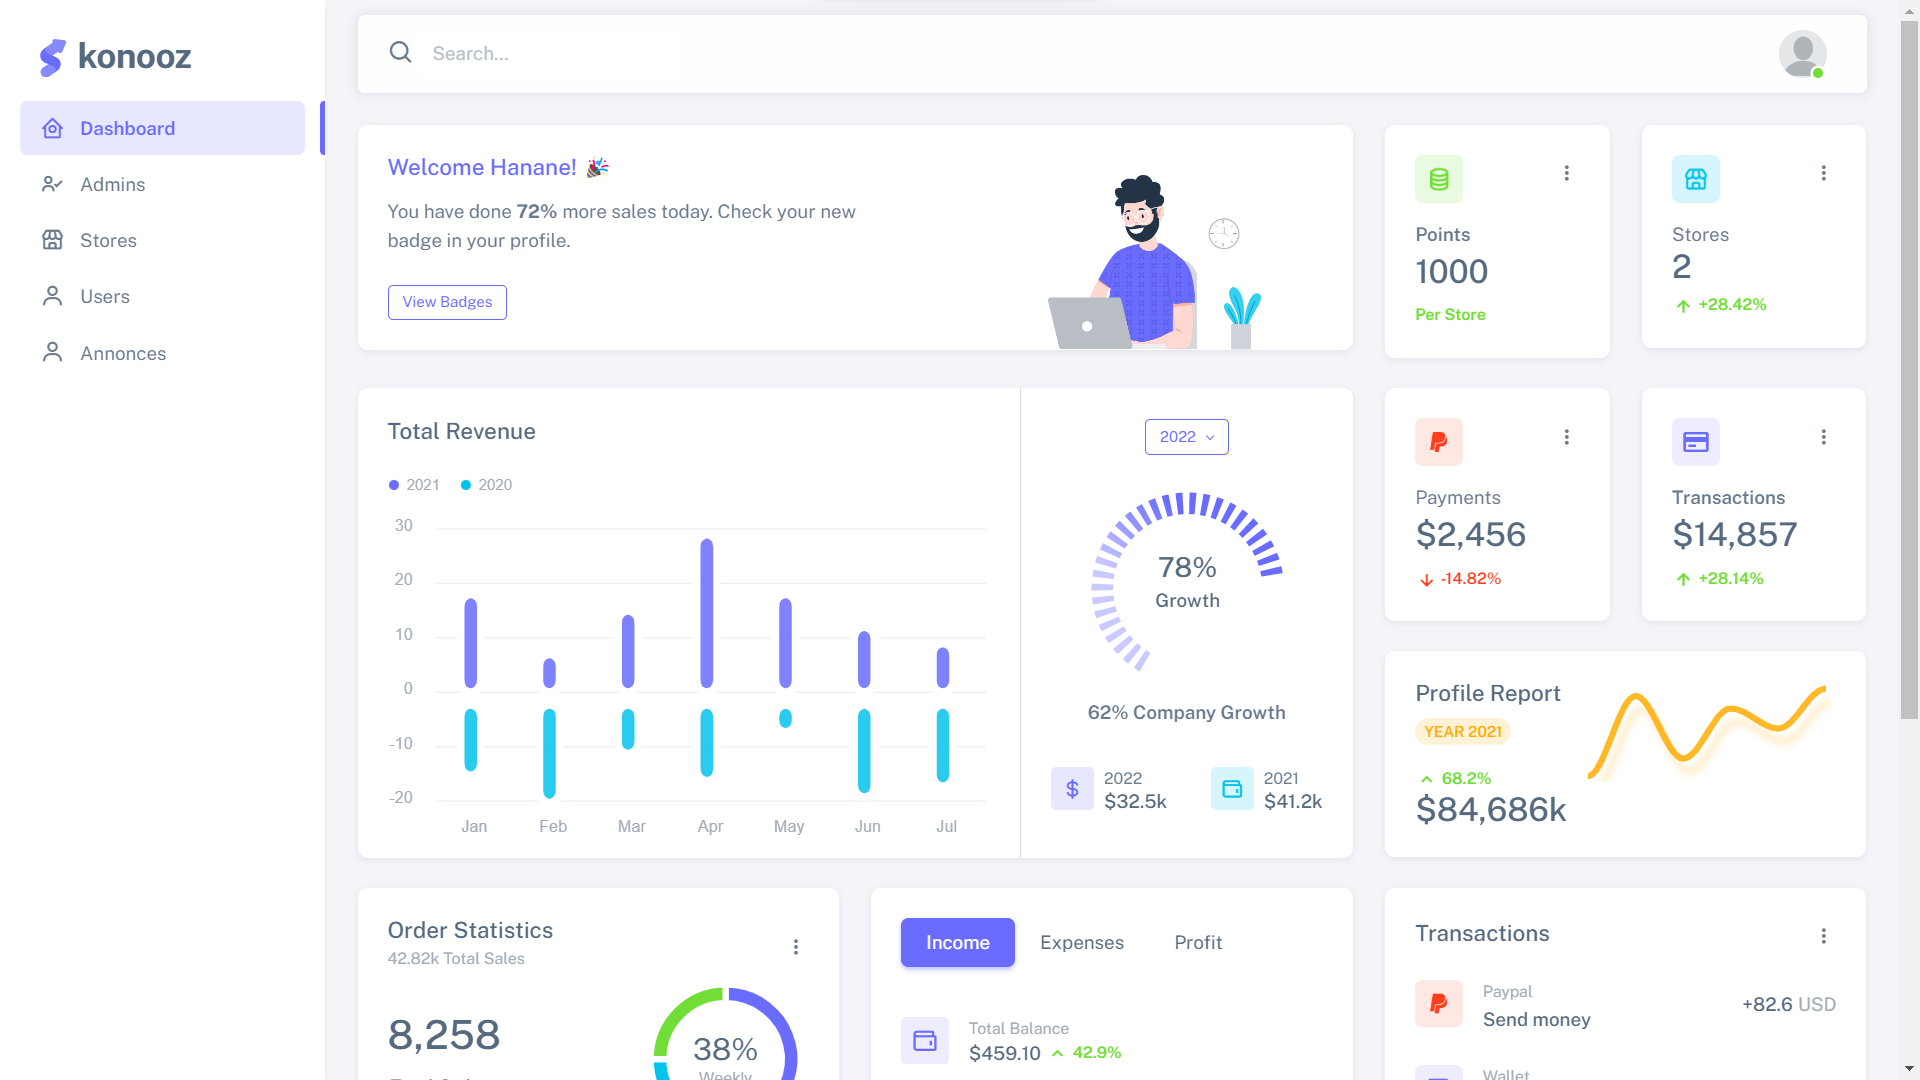 konooz
Dashboard
Admins
Stores
Users
Annonces
Search...
Welcome Hanane! 🎉
You have done 72% more sales today. Check your new
badge in your profile.
View Badges
Points
1000
Per Store
Stores
2
+28.42%
Total Revenue
2021 2020
30
20
10
0
-10
-20
Jan Feb Mar Apr May Jun Jul
2022
78%
Growth
62% Company Growth
2022
$32.5k
2021
$41.2k
Payments
$2,456
-14.82%
Transactions
$14,857
+28.14%
Profile Report
YEAR 2021
68.2%
$84,686k
Order Statistics
42.82k Total Sales
8,258
38%
Weekly
Income Expenses Profit
Total Balance
$459.10 42.9%
Transactions
Paypal
Send money
+82.6 USD
Wallet